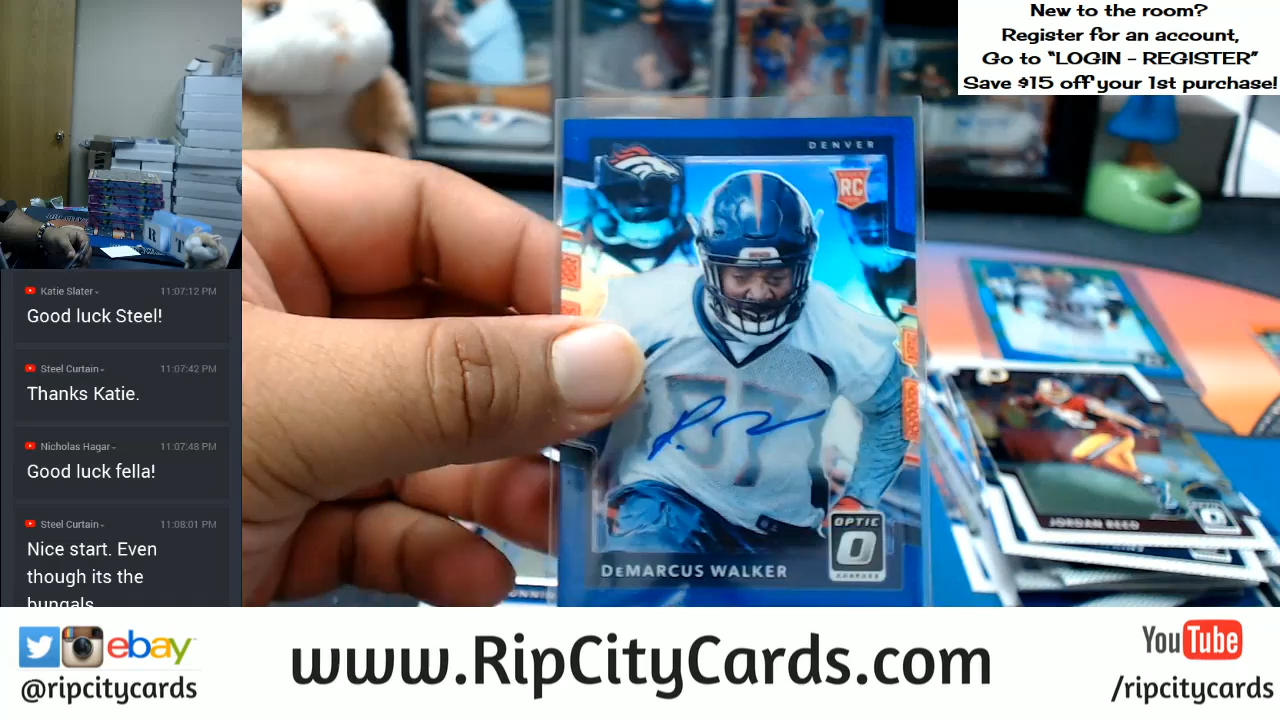 New to the room?
Register for an account,
Go to “LOGIN - REGISTER”
Save $15 off your 1st purchase!
Katie Slater
11:07:12 PM
Good luck Steel!
Steel Curtain
11:07:42 PM
Thanks Katie.
Nicholas Hagar
11:07:48 PM
Good luck fella!
Steel Curtain
11:08:01 PM
Nice start. Even
though its the
bungals
DENVER
RC
57
OPTIC
DEMARCUS WALKER
JORDAN REED
ebay
@ripcitycards
www.RipCityCards.com
YouTube
/ripcitycards